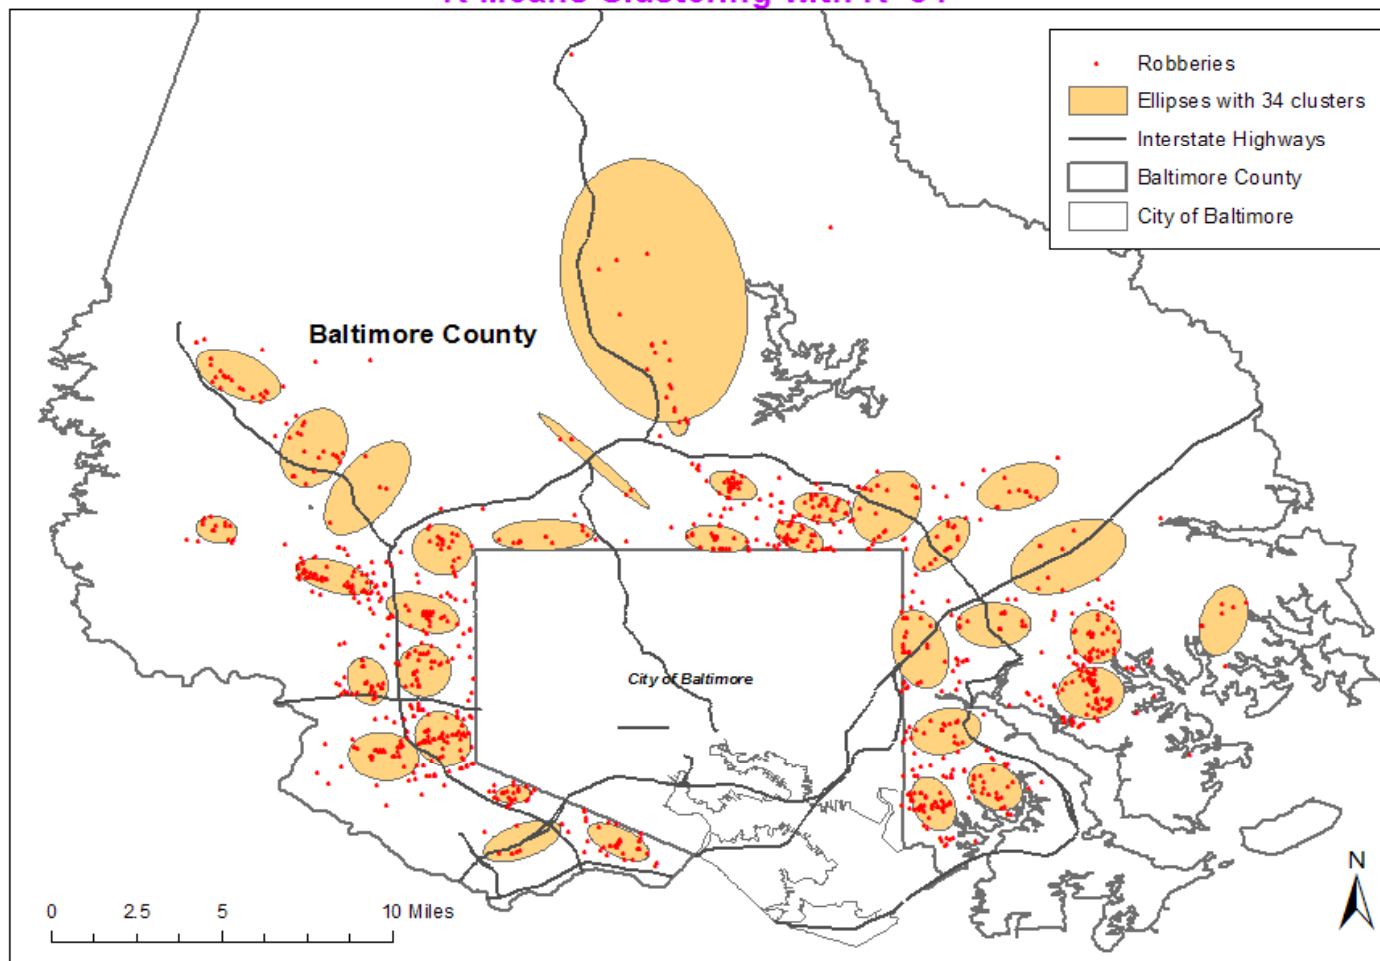 Robberies
Ellipses with 34 clusters
Interstate Highways
Baltimore County
City of Baltimore
Baltimore County
City of Baltimore
N
0 2.5 5 10 Miles